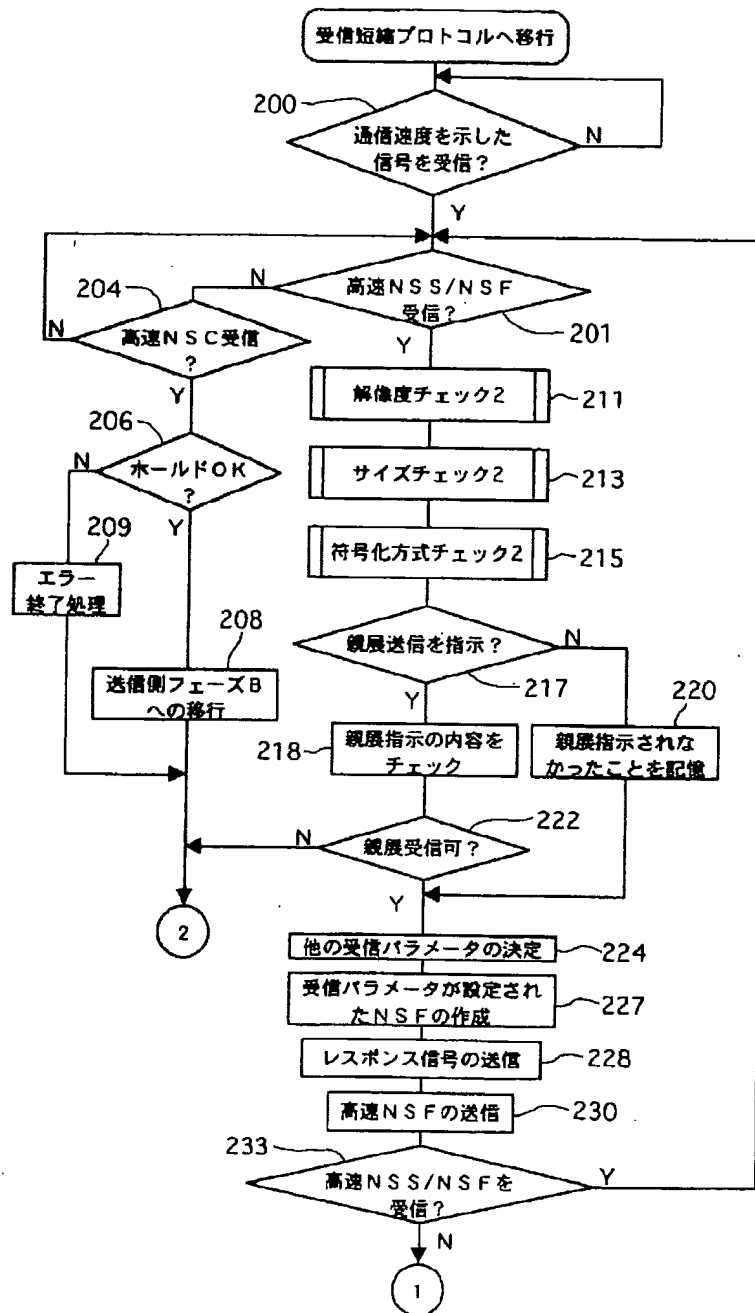 受信短縮プロトコルへ移行
200
通信速度を示した
信号を受信?
N
Y
204
N
高速NSS/NSF
受信?
201
N
高速NSC受信
?
Y
Y
解像度チェック2
211
206
N
ホールドOK
?
Y
サイズチェック2
213
209
エラー
終了処理
符号化方式チェック2
215
208
送信側フェーズB
への移行
親展送信を指示?
N
217
Y
220
218
親展指示の内容を
チェック
親展指示されな
かったことを記憶
222
N
親展受信可?
Y
2
他の受信パラメータの決定
224
受信パラメータが設定され
たNSFの作成
227
レスポンス信号の送信
228
高速NSFの送信
230
233
高速NSS/NSFを
受信?
Y
N
1